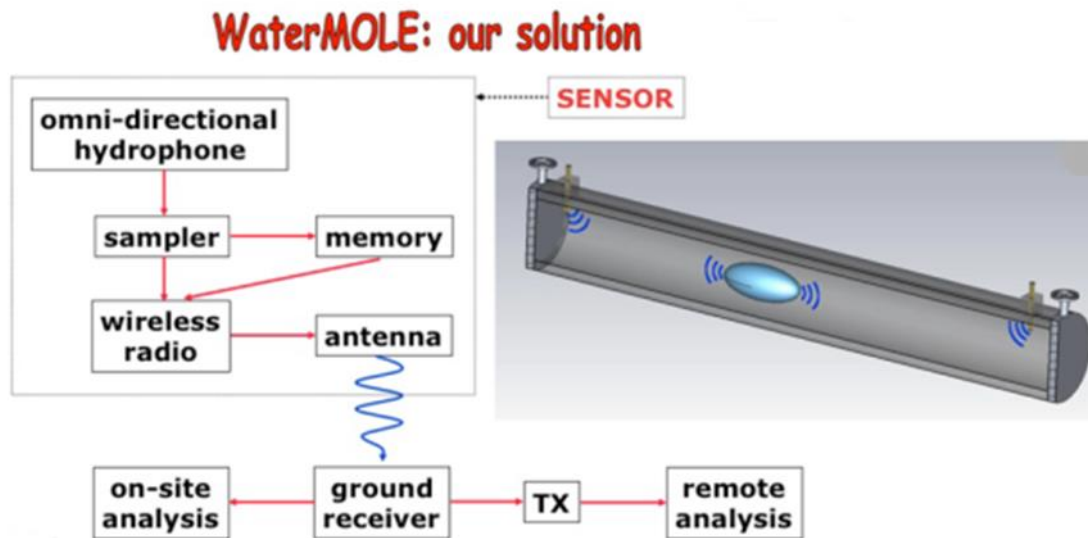 WaterMOLE: our solution
SENSOR
omni-directional
hydrophone
sampler
memory
wireless
radio
antenna
on-site
analysis
ground
receiver
TX
remote
analysis